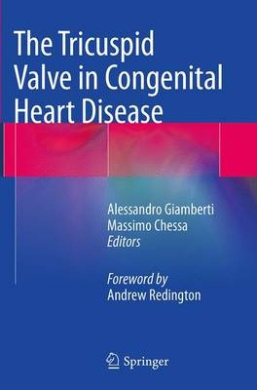 The Tricuspid
Valve in Congenital
Heart Disease
Alessandro Giamberti
Massimo Chessa
Editors
Foreword by
Andrew Redington
Springer